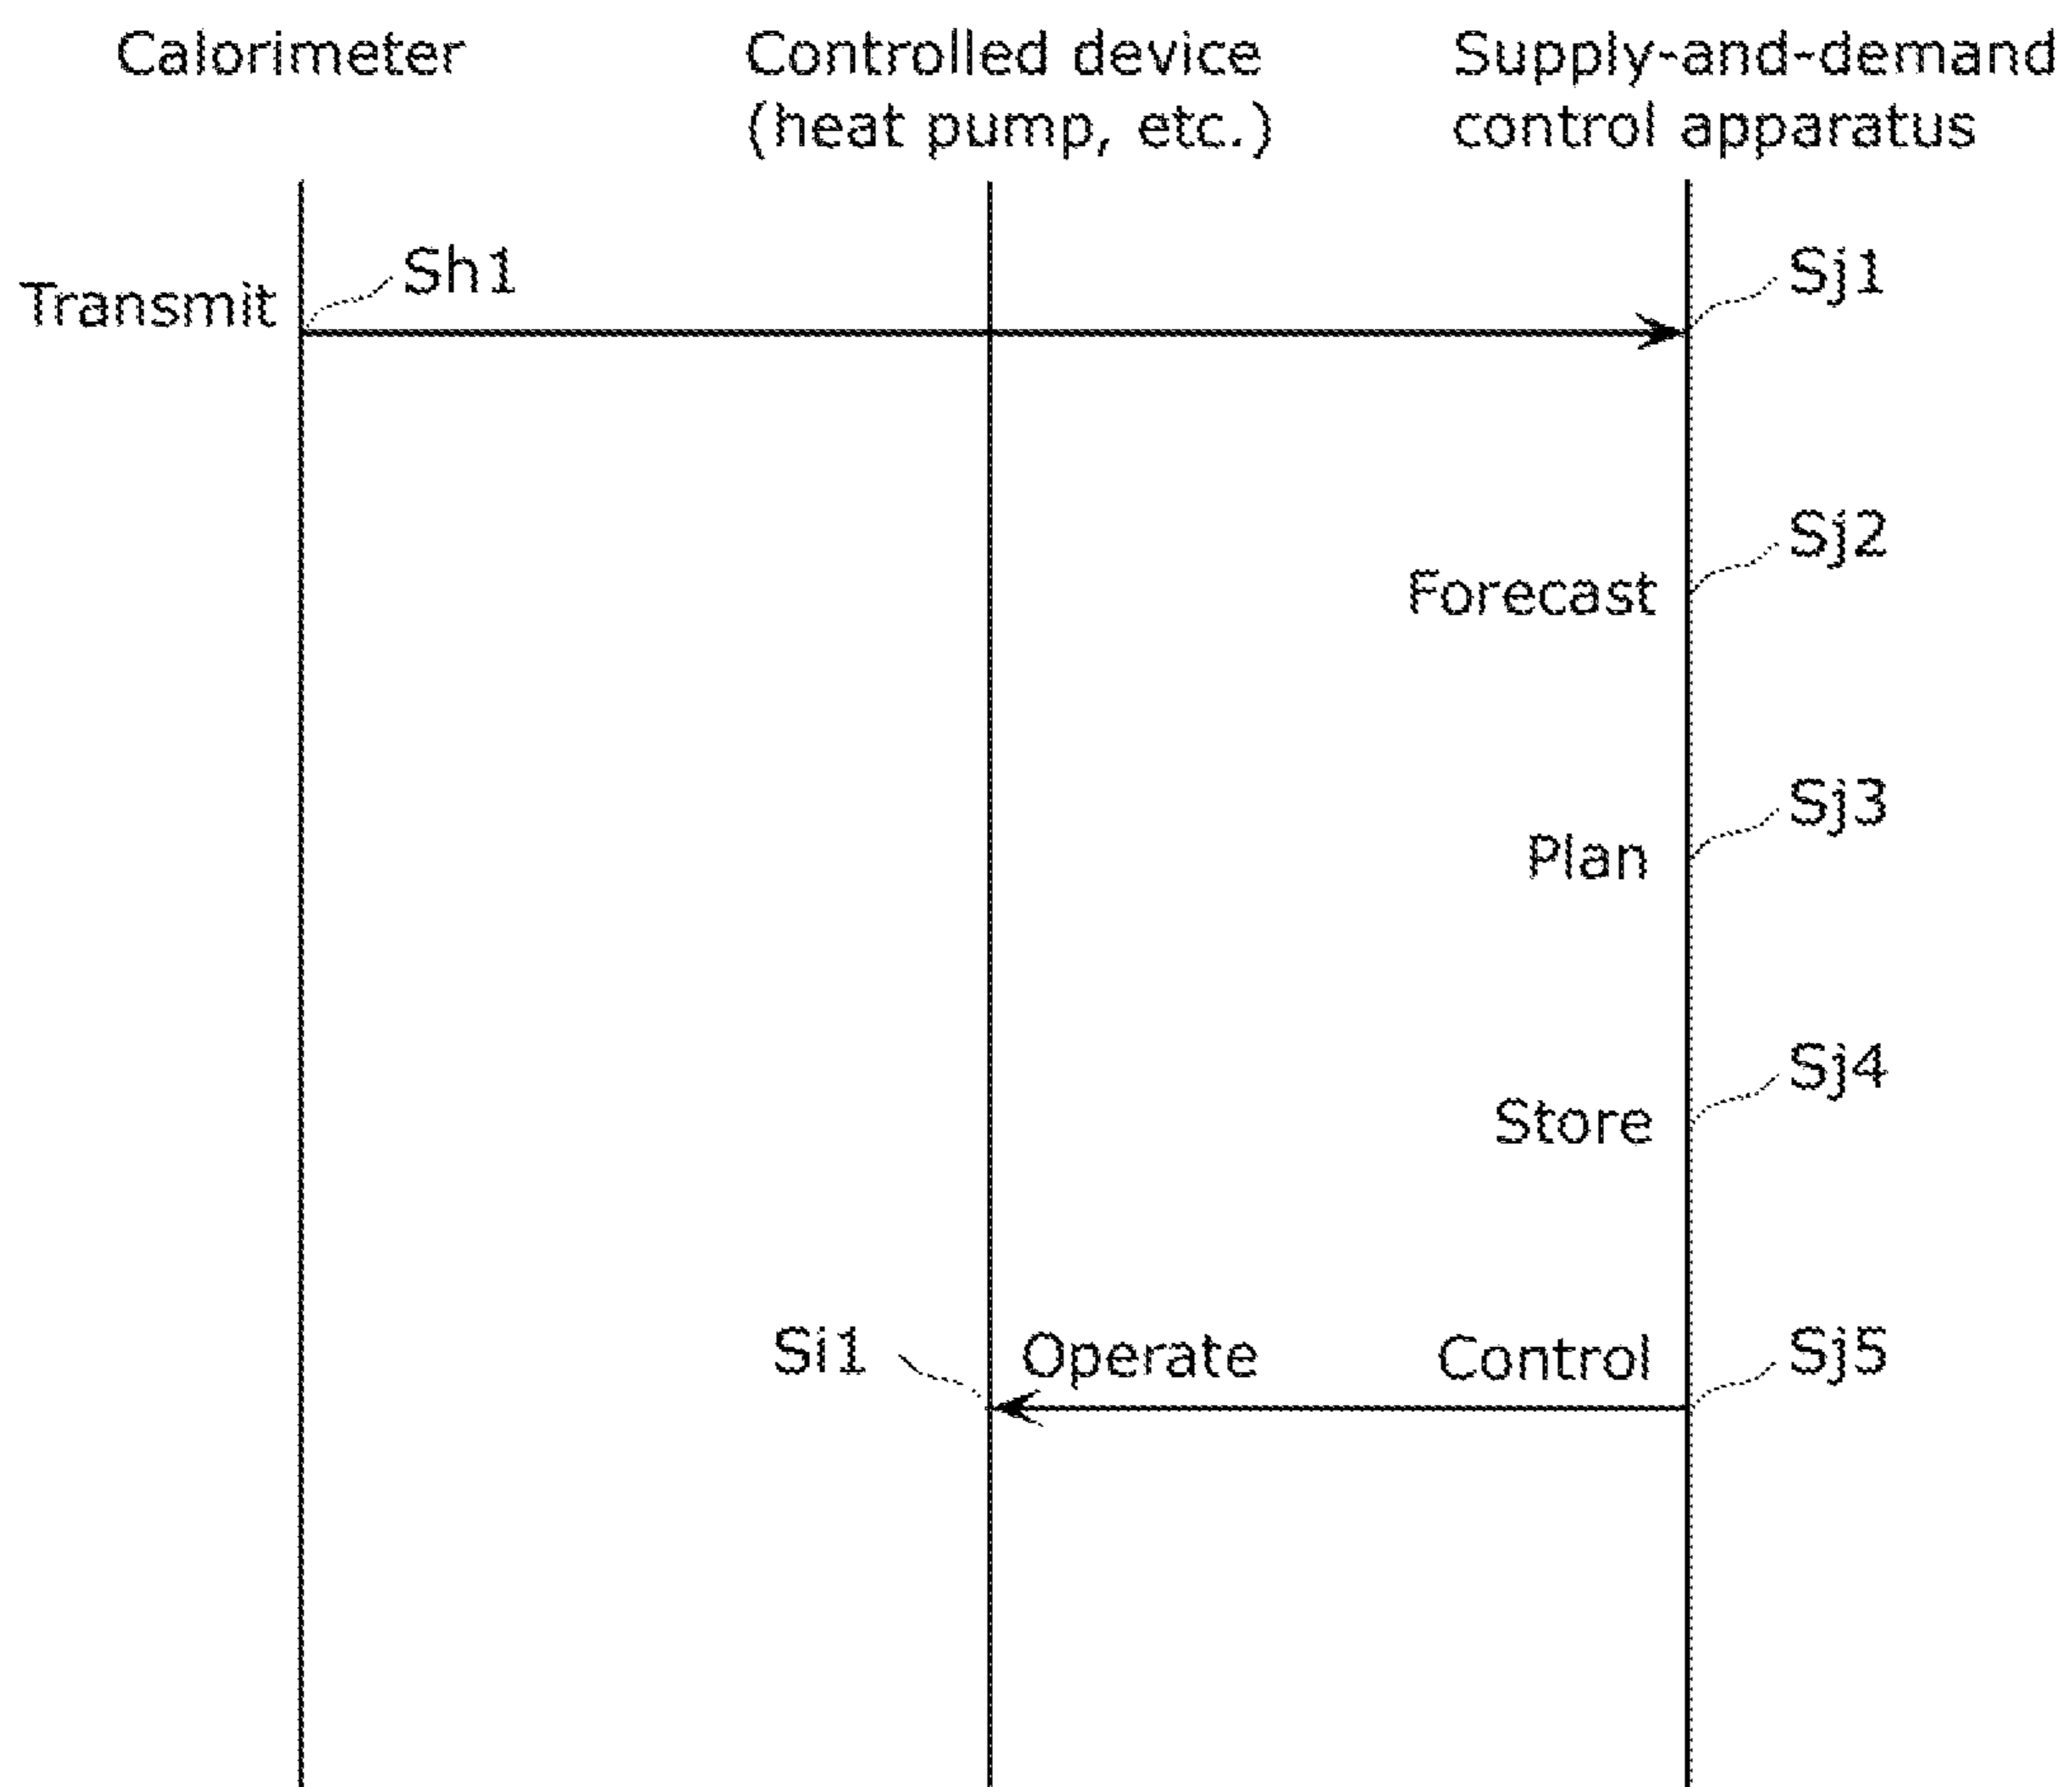 Calorimeter
Controlled device
(heat pump, etc.)
Supply-and-demand
control apparatus
Transmit
Sh1
Sj1
Sj2
Forecast
Sj3
Plan
Sj4
Store
Si1
Operate
Control
Sj5